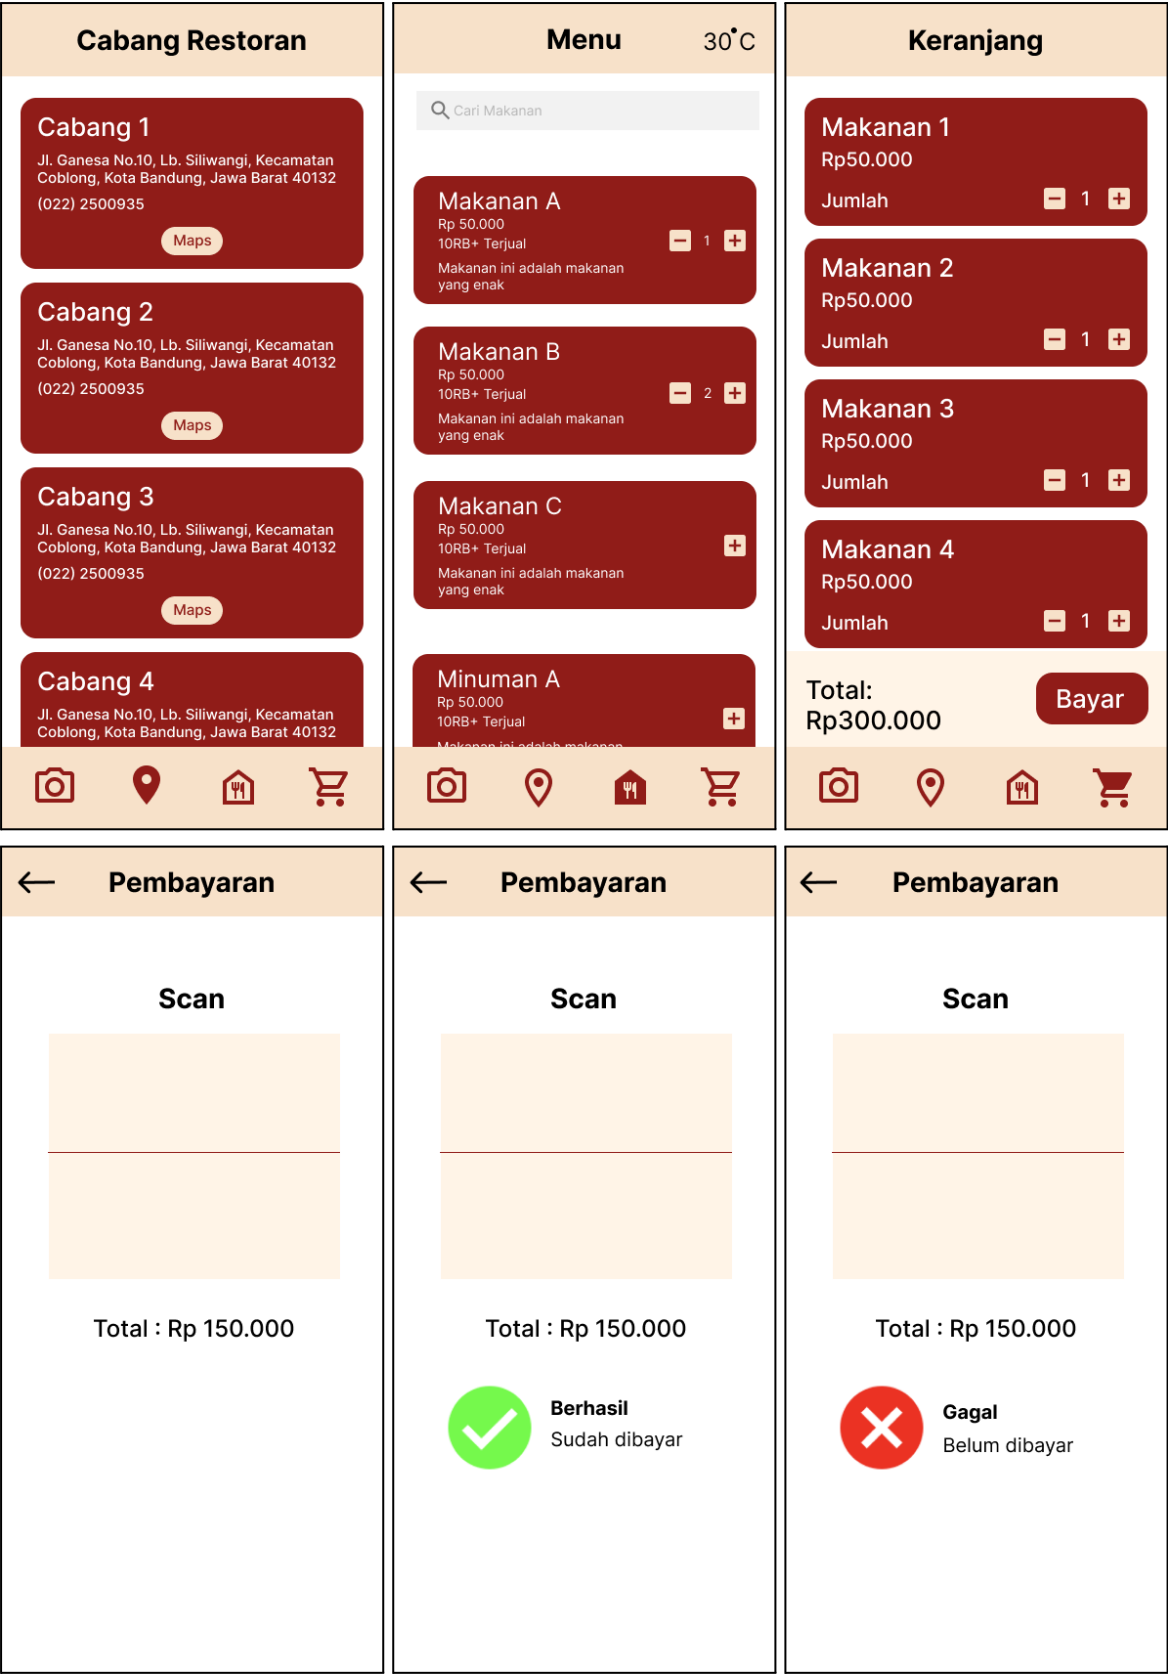 Cabang Restoran
Cabang 1
Jl. Ganesa No.10, Lb. Siliwangi, Kecamatan
Coblong, Kota Bandung, Jawa Barat 40132
(022) 2500935
Maps
Cabang 2
Jl. Ganesa No.10, Lb. Siliwangi, Kecamatan
Coblong, Kota Bandung, Jawa Barat 40132
(022) 2500935
Maps
Cabang 3
Jl. Ganesa No.10, Lb. Siliwangi, Kecamatan
Coblong, Kota Bandung, Jawa Barat 40132
(022) 2500935
Maps
Cabang 4
Jl. Ganesa No.10, Lb. Siliwangi, Kecamatan
Coblong, Kota Bandung, Jawa Barat 40132
Menu
30°C
Cari Makanan
Makanan A
Rp 50.000
10RB+ Terjual
1
Makanan ini adalah makanan
yang enak
Makanan B
Rp 50.000
10RB+ Terjual
2
Makanan ini adalah makanan
yang enak
Makanan C
Rp 50.000
10RB+ Terjual
Makanan ini adalah makanan
yang enak
Minuman A
Rp 50.000
10RB+ Terjual
Makanan ini adalah makanan
Keranjang
Makanan 1
Rp50.000
Jumlah 1
Makanan 2
Rp50.000
Jumlah 1
Makanan 3
Rp50.000
Jumlah 1
Makanan 4
Rp50.000
Jumlah 1
Total:
Rp300.000
Bayar
Pembayaran
Scan
Total : Rp 150.000
Pembayaran
Scan
Total : Rp 150.000
Berhasil
Sudah dibayar
Pembayaran
Scan
Total : Rp 150.000
Gagal
Belum dibayar